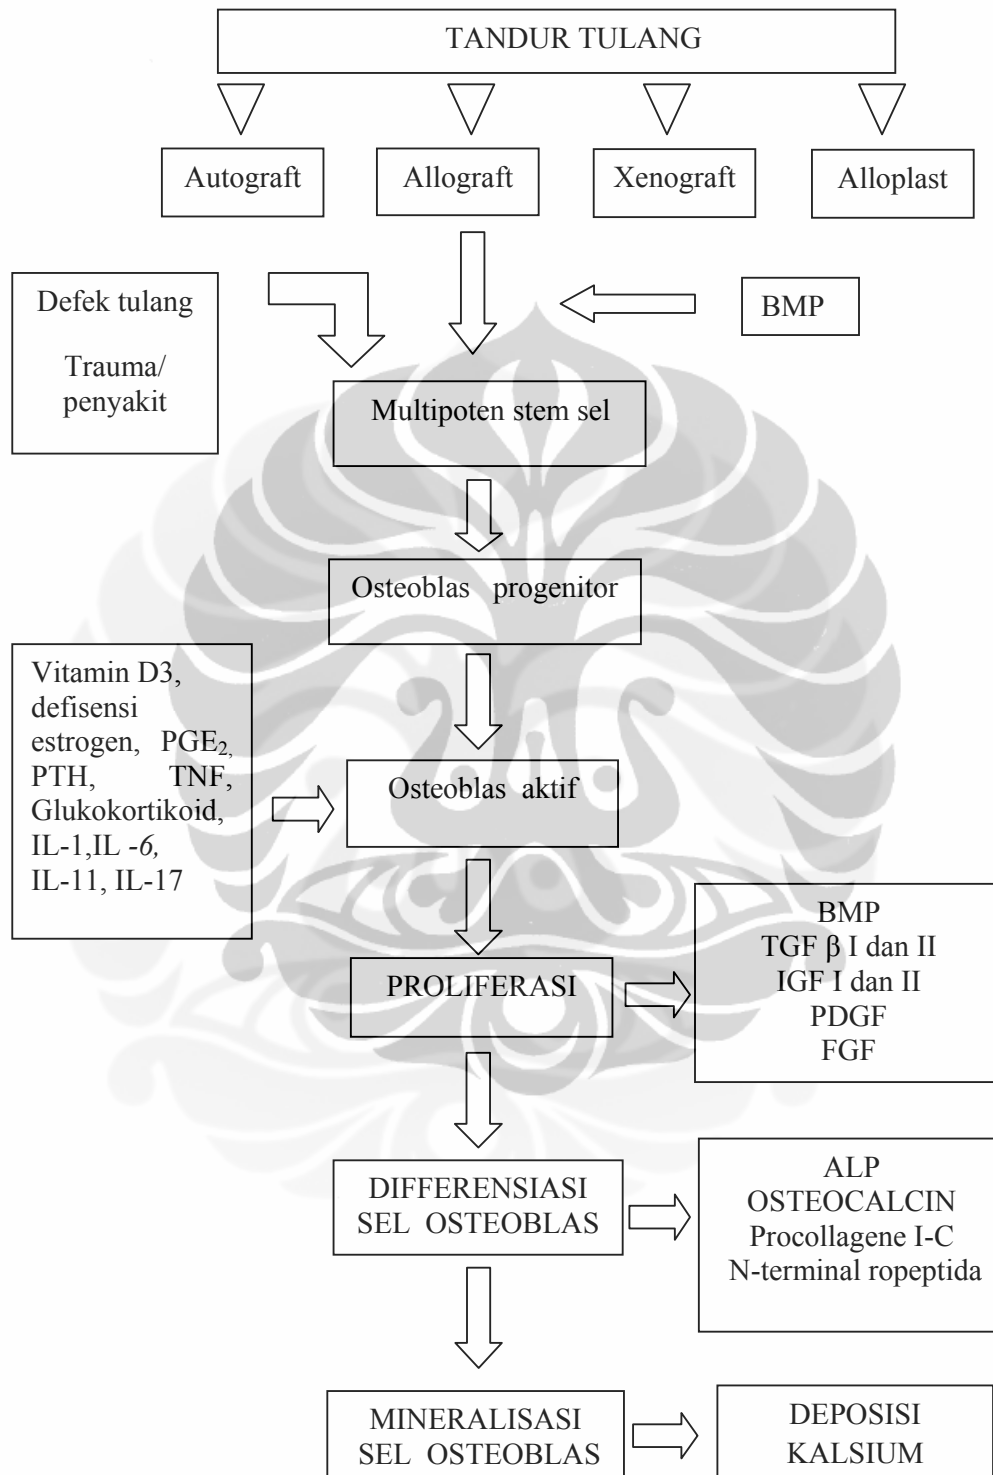 TANDUR TULANG
Autograft
Allograft
Xenograft
Alloplast
Defek tulang
Trauma/
penyakit
BMP
Multipoten stem sel
Osteoblas progenitor
Vitamin D3,
defisensi
estrogen, PGE₂,
PTH, TNF,
Glukokortikoid,
IL-1,IL -6,
IL-11, IL-17
Osteoblas aktif
PROLIFERASI
BMP
TGF β I dan II
IGF I dan II
PDGF
FGF
DIFFERENSIASI
SEL OSTEOBLAS
ALP
OSTEOCALCIN
Procollagene I-C
N-terminal ropeptida
MINERALISASI
SEL OSTEOBLAS
DEPOSISI
KALSIUM